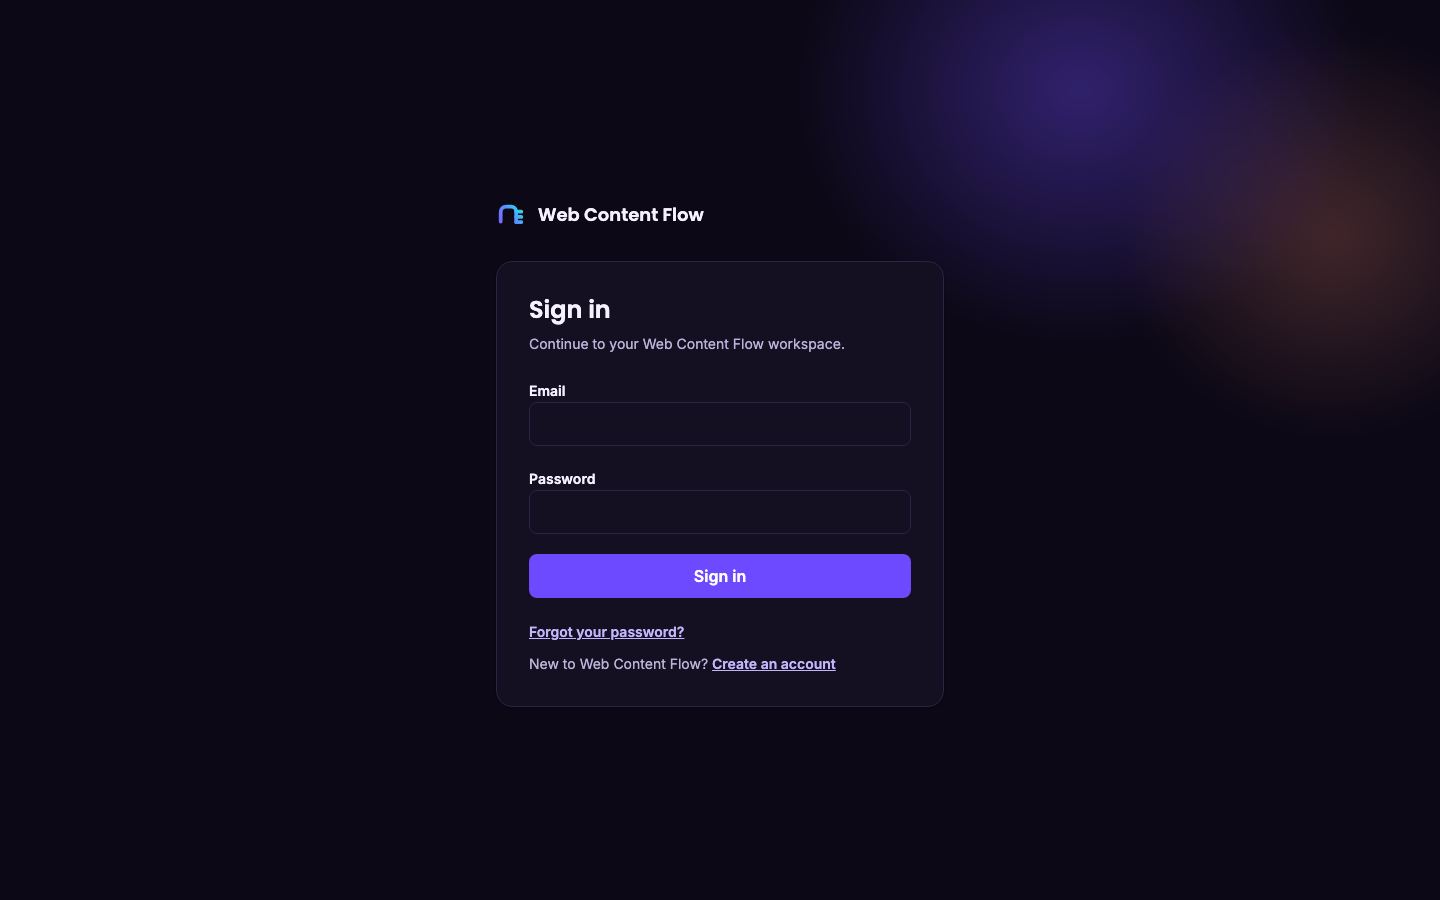 Web Content Flow
Sign in
Continue to your Web Content Flow workspace.
Email
Password
Sign in
Forgot your password?
New to Web Content Flow? Create an account